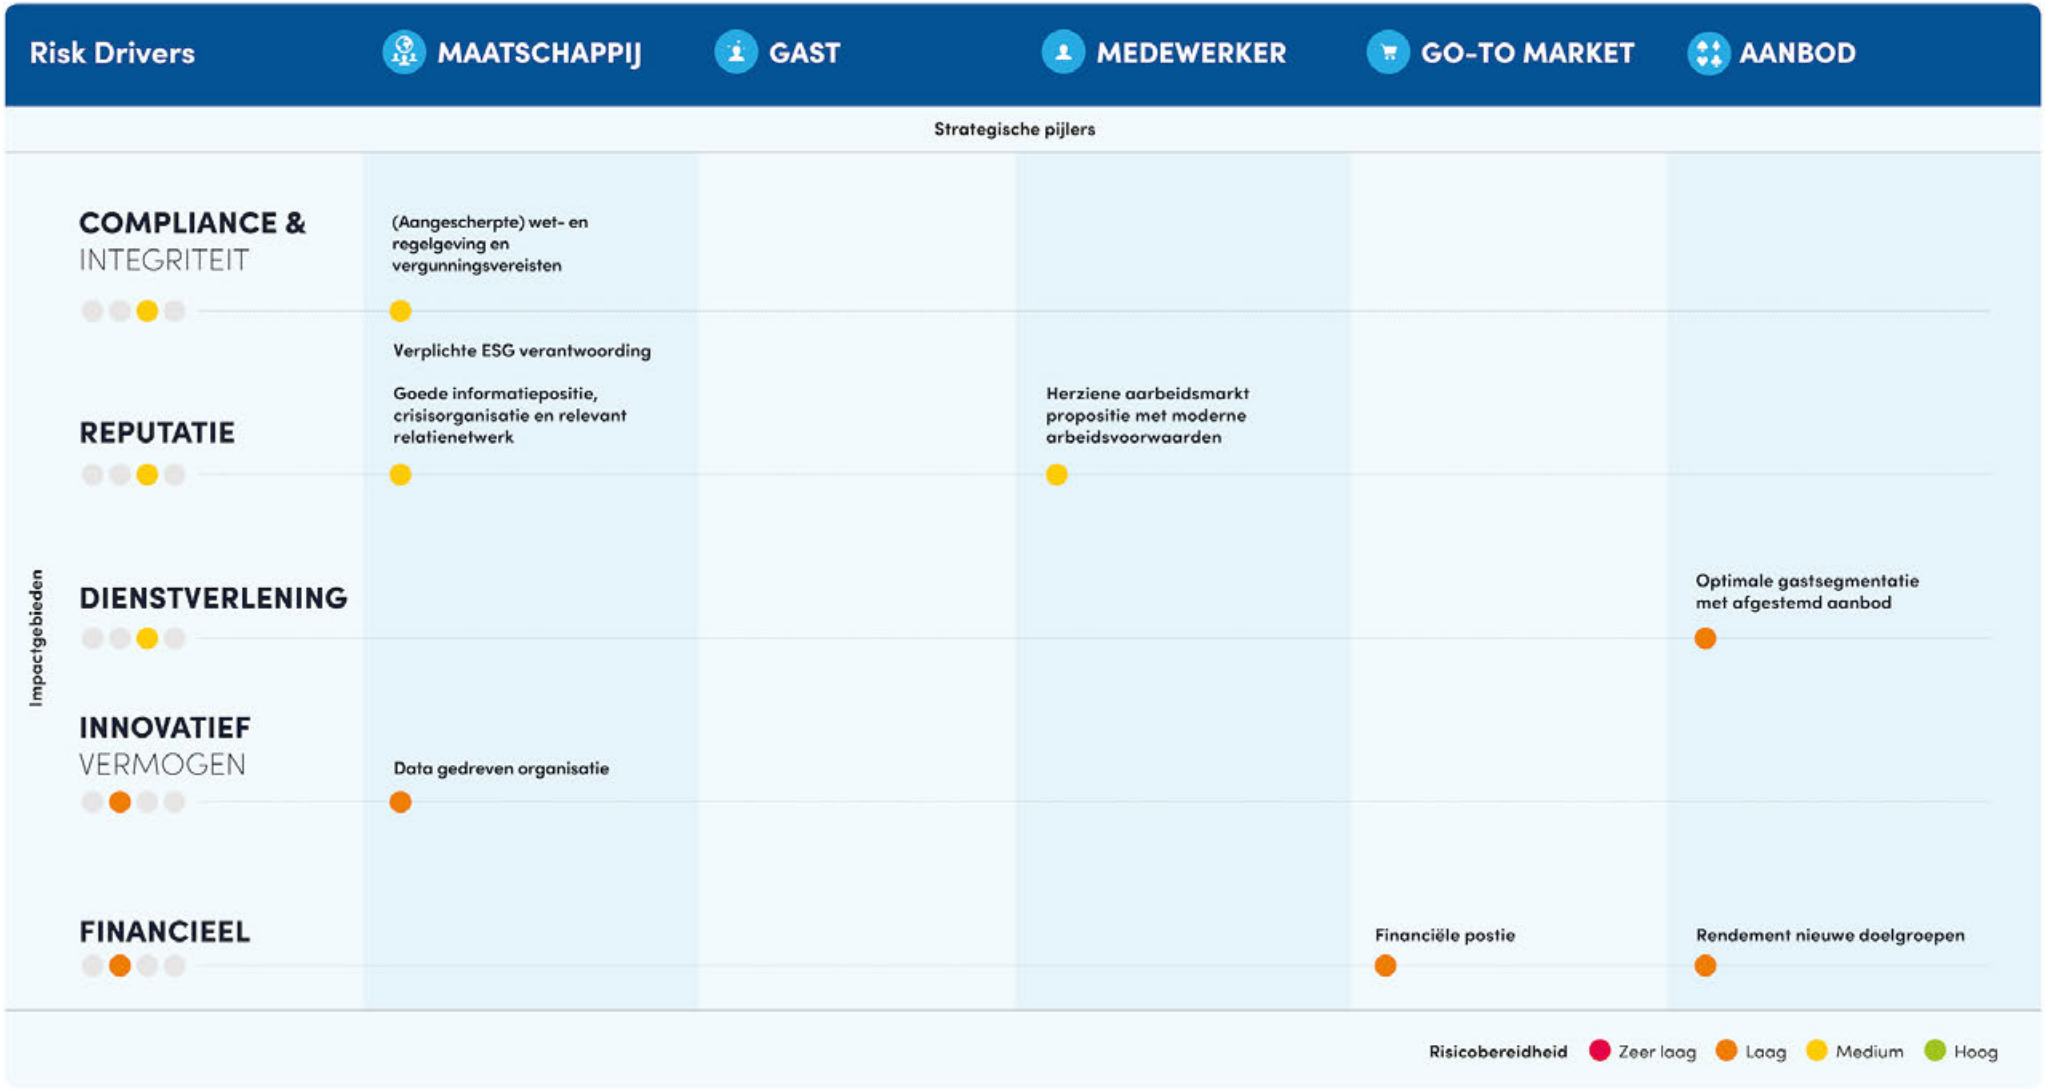 Risk Drivers
MAATSCHAPPIJ
GAST
MEDEWERKER
GO-TO MARKET
AANBOD
Strategische pijlers
Impactgebieden
COMPLIANCE &
INTEGRITEIT
(Aangescherpte) wet- en
regelgeving en
vergunningsvereisten
Verplichte ESG verantwoording
REPUTATIE
Goede informatiepositie,
crisisorganisatie en relevant
relatienetwerk
Herziene aarbeidsmarkt
propositie met moderne
arbeidsvoorwaarden
DIENSTVERLENING
Optimale gastsegmentatie
met afgestemd aanbod
INNOVATIEF
VERMOGEN
Data gedreven organisatie
FINANCIEEL
Financiële postie
Rendement nieuwe doelgroepen
Risicobereidheid
Zeer laag
Laag
Medium
Hoog